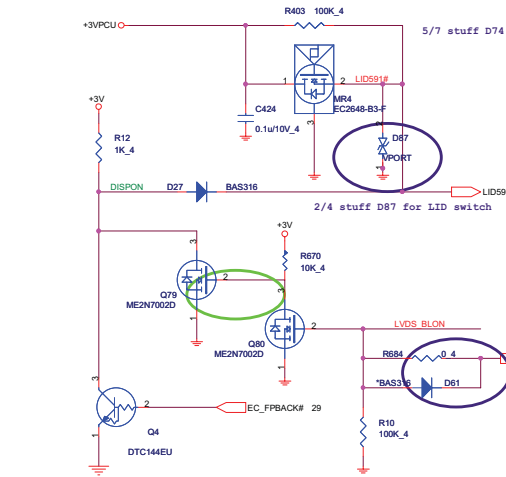 R403 100K_4
+3VPCU
5/7 stuff D74
1
2
LID591#
MR4
EC2648-B3-F
+3V
C424
3
0.1u/10V_4
R12
1K_4
2
D87
VPORT
1
DISPON
D27
BAS316
LID59
2/4 stuff D87 for LID switch
+3V
3
R670
10K_4
2
Q79
ME2N7002D
3
1
Q80
ME2N7002D
2
LVDS_BLON
1
R684
0_4
*BAS316
D61
3
2
EC_FPBACK# 29
R10
100K_4
1
Q4
DTC144EU